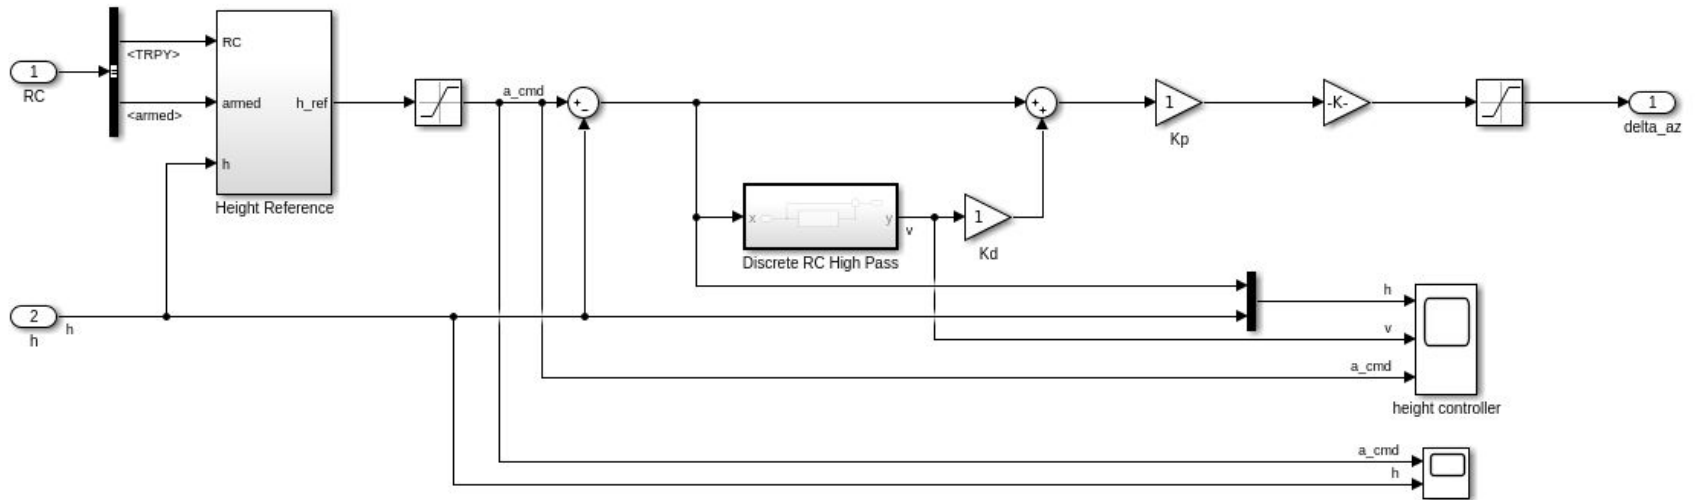 1
RC
<TRPY>
<armed>
RC
armed
h
h_ref
Height Reference
a_cmd
+
-
+
+
1
Kp
-K-
1
delta_az
x
y
Discrete RC High Pass
v
1
Kd
2
h
h
h
v
a_cmd
height controller
a_cmd
h